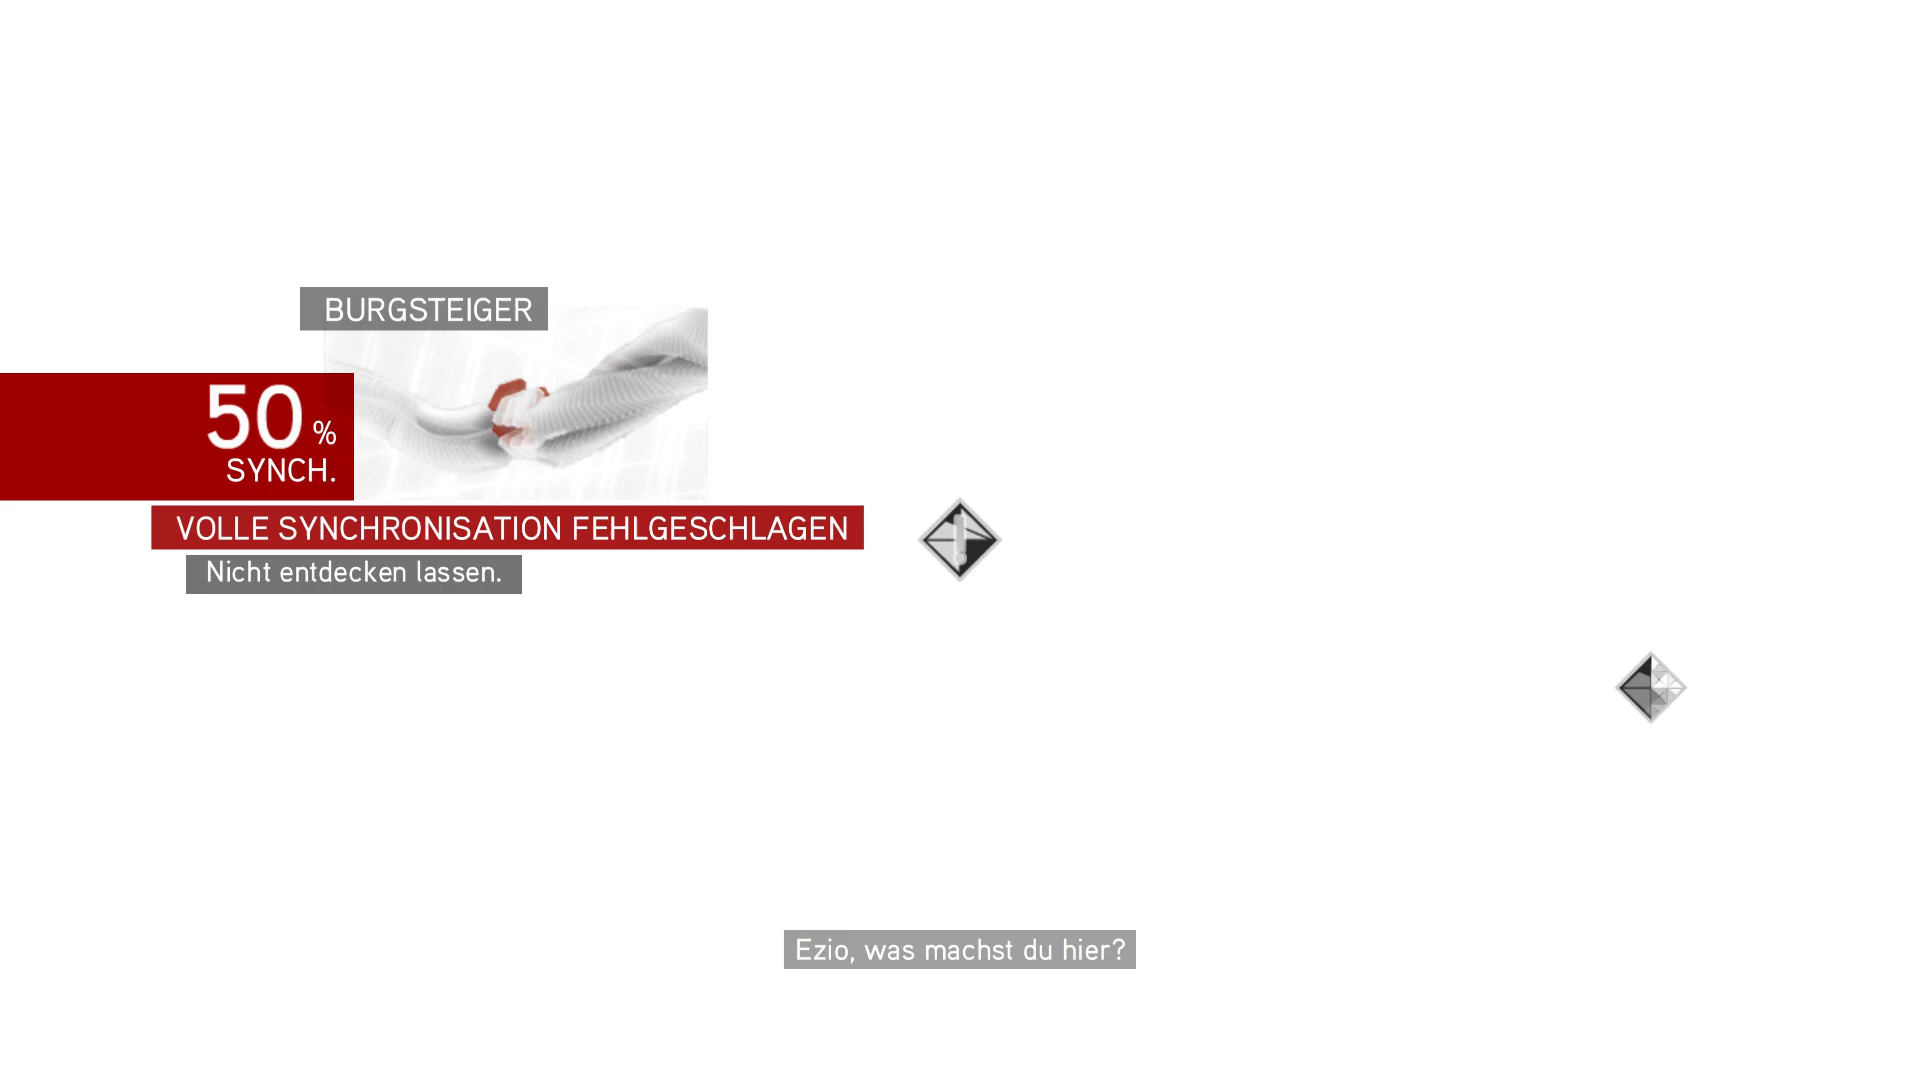 BURGSTEIGER
50 %
SYNCH.
VOLLE SYNCHRONISATION FEHLGESCHLAGEN
Nicht entdecken lassen.
Ezio, was machst du hier?